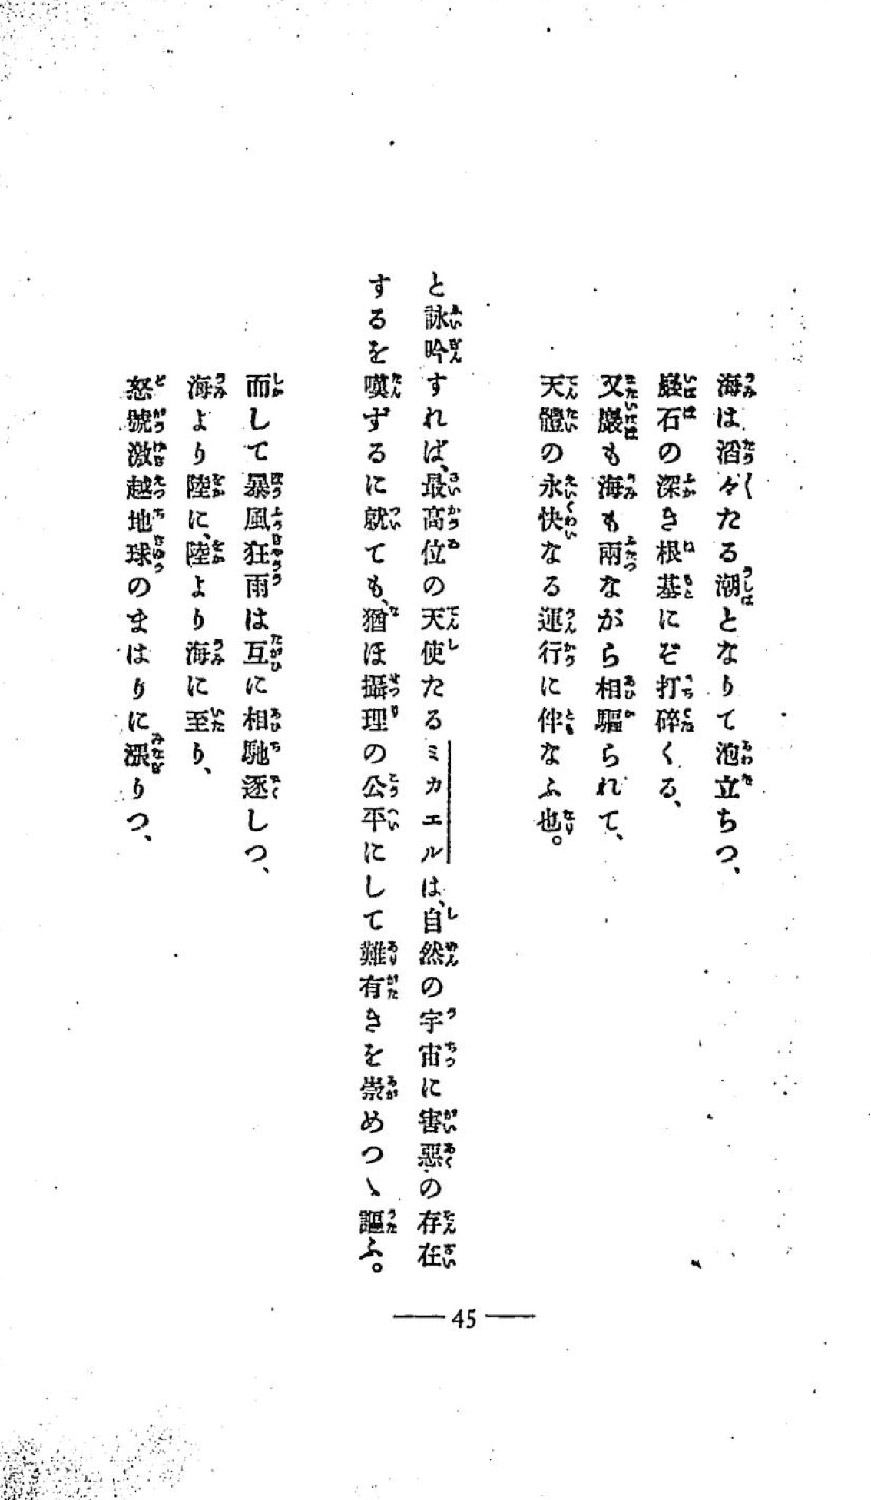 海は滔々たる潮となりて泡立ちつ、
巖石の深き根基にぞ打碎くる、
又巖も海も兩ながら相驅られて、
天體の永快なる運行に伴なふ也。
と詠吟すれば、最高位の天使たるミカエルは、自然の宇宙に害惡の存在
するを嘆ずるに就ても、猶ほ攝理の公平にして難有きを崇めつゝ謳ふ。
而して暴風狂雨は互に相馳逐しつ、
海より陸に、陸より海に至り、
怒號激越地球のまはりに漲りつ、
45